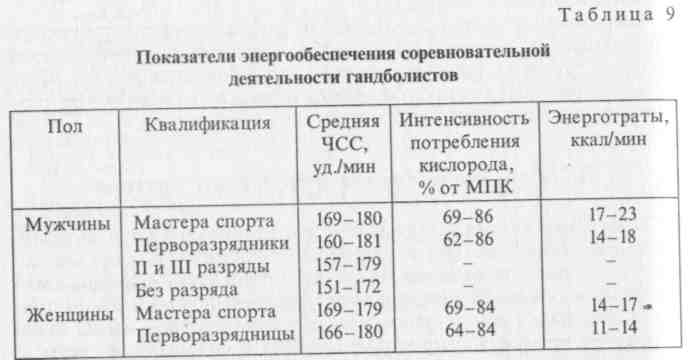 Таблица 9
Показатели энергообеспечения соревновательной
деятельности гандболистов
Пол Квалификация Средняя ЧСС, уд./мин Интенсивность потребления кислорода, % от МПК Энерготраты, ккал/мин
Мужчины Мастера спорта 169–180 69–86 17–23
Перворазрядники 160–181 62–86 14–18
II и III разряды 157–179 – –
Без разряда 151–172 – –
Женщины Мастера спорта 169–179 69–84 14–17
Перворазрядницы 166–180 64–84 11–14